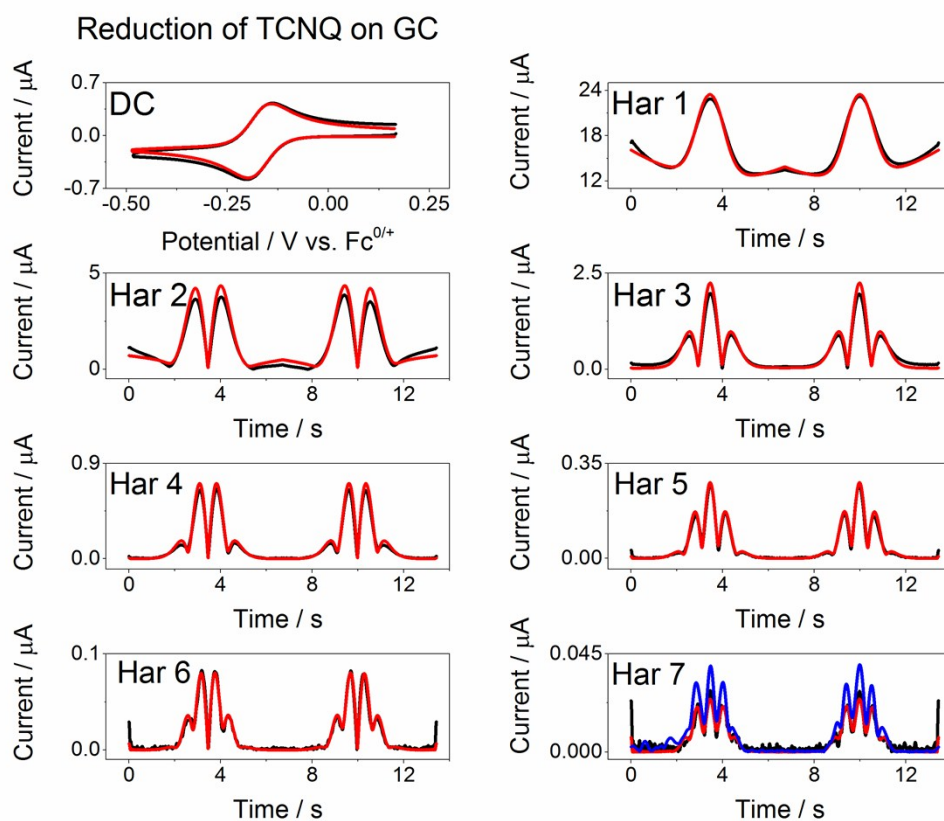 Reduction of TCNQ on GC
Current / μA
0.7
0.0
-0.7
DC
-0.50
-0.25
0.00
0.25
Potential / V vs. Fc0/+
Current / μA
24
18
12
Har 1
0
4
8
12
Time / s
Current / μA
5
0
Har 2
0
4
8
12
Time / s
Current / μA
2.5
0.0
Har 3
0
4
8
12
Time / s
Current / μA
0.9
0.0
Har 4
0
4
8
12
Time / s
Current / μA
0.35
0.00
Har 5
0
4
8
12
Time / s
Current / μA
0.1
0.0
Har 6
0
4
8
12
Time / s
Current / μA
0.045
0.000
Har 7
0
4
8
12
Time / s